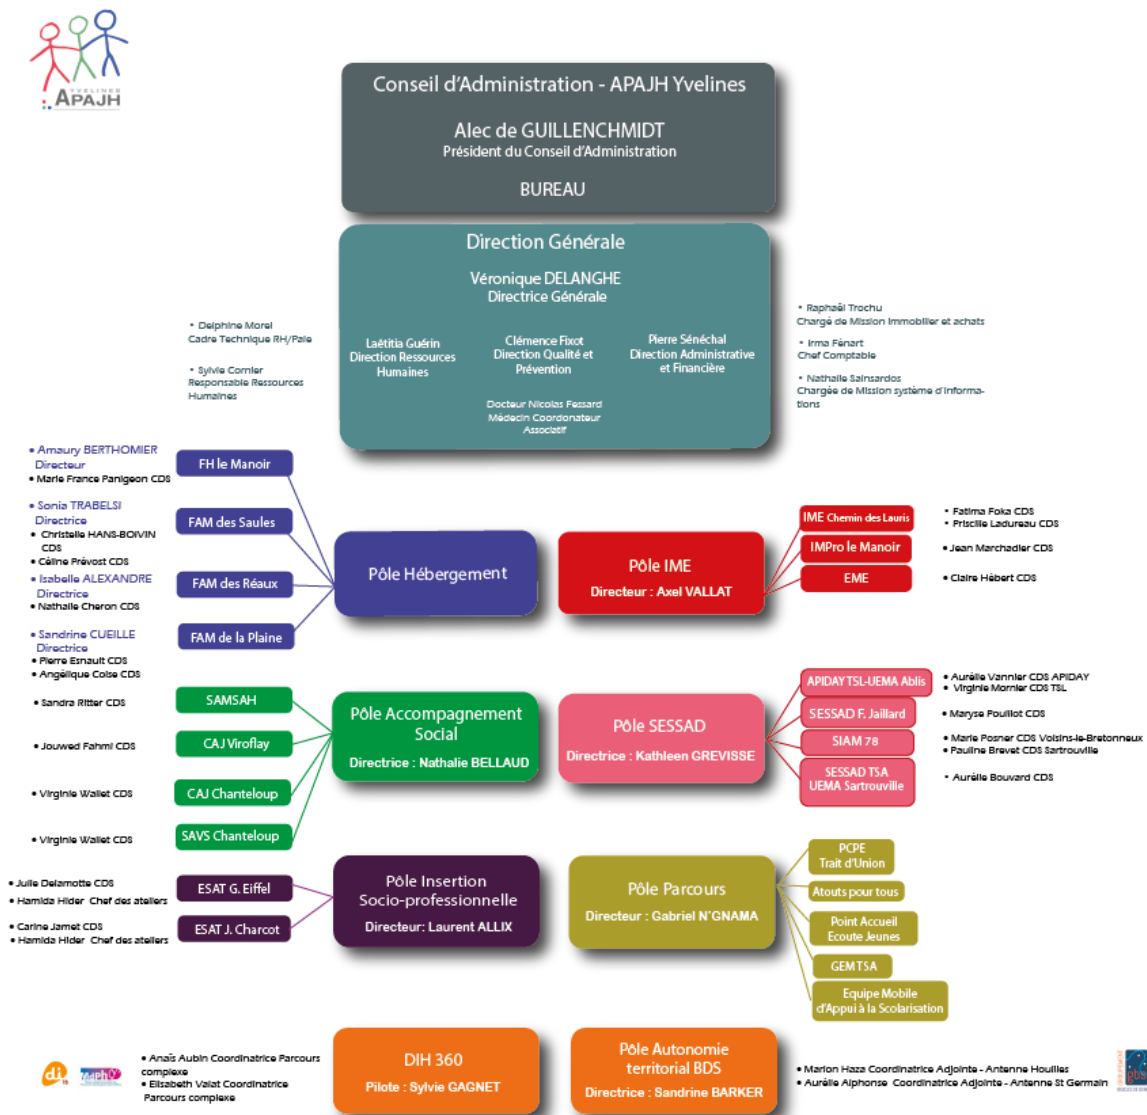 YVELINES
APAJH
Conseil d'Administration - APAJH Yvelines
Alec de GUILLENCHMIDT
Président du Conseil d'Administration
BUREAU
Direction Générale
Véronique DELANGHE
Directrice Générale
Laëtitia Guérin
Direction Ressources
Humaines
Clémence Fixot
Direction Qualité et
Prévention
Pierre Sénéchal
Direction Administrative
et Financière
Docteur Nicolas Fessard
Médecin Coordonateur
Associatif
• Delphine Morel
Cadre Technique RH/Paie
• Sylvie Cornier
Responsable Ressources
Humaines
• Raphaël Trochu
Chargé de Mission Immobilier et achats
• Irma Fénart
Chef Comptable
• Nathalie Sainsardos
Chargée de Mission système d'informa-
tions
• Amaury BERTHOMIER
Directeur
• Marie France Panigeon CDS
FH le Manoir
• Sonia TRABELSI
Directrice
• Christelle HANS-BOIVIN
CDS
• Céline Prévost CDS
FAM des Saules
• Isabelle ALEXANDRE
Directrice
• Nathalie Cheron CDS
FAM des Réaux
• Sandrine CUEILLE
Directrice
• Pierre Esnault CDS
• Angélique Coise CDS
FAM de la Plaine
Pôle Hébergement
Pôle IME
Directeur : Axel VALLAT
IME Chemin des Lauris
• Fatima Foka CDS
• Priscille Ladureau CDS
IMPro le Manoir
• Jean Marchadier CDS
EME
• Claire Hébert CDS
• Sandra Ritter CDS
SAMSAH
• Jouwed Fahmi CDS
CAJ Viroflay
• Virginie Wallet CDS
CAJ Chanteloup
• Virginie Wallet CDS
SAVS Chanteloup
Pôle Accompagnement
Social
Directrice : Nathalie BELLAUD
Pôle SESSAD
Directrice : Kathleen GREVISSE
APIDAY TSL-UEMA Ablis
• Aurélie Vannier CDS APIDAY
• Virginie Mornier CDS TSL
SESSAD F. Jaillard
• Maryse Pouillot CDS
SIAM 78
• Marie Posner CDS Voisins-le-Bretonneux
• Pauline Brevet CDS Sartrouville
SESSAD TSA
UEMA Sartrouville
• Aurélie Bouvard CDS
• Julie Delamotte CDS
• Hamida Hider Chef des ateliers
ESAT G. Eiffel
• Carine Jamet CDS
• Hamida Hider Chef des ateliers
ESAT J. Charcot
Pôle Insertion
Socio-professionnelle
Directeur: Laurent ALLIX
Pôle Parcours
Directeur : Gabriel N'GNAMA
PCPE
Trait d'Union
Atouts pour tous
Point Accueil
Ecoute Jeunes
GEM TSA
Equipe Mobile
d'Appui à la Scolarisation
• Anaïs Aubin Coordinatrice Parcours
complexe
• Elisabeth Valat Coordinatrice
Parcours complexe
DIH 360
Pilote : Sylvie GAGNET
Pôle Autonomie
territorial BDS
Directrice : Sandrine BARKER
• Marion Haza Coordinatrice Adjointe - Antenne Houilles
• Aurélie Alphonse Coordinatrice Adjointe - Antenne St Germain